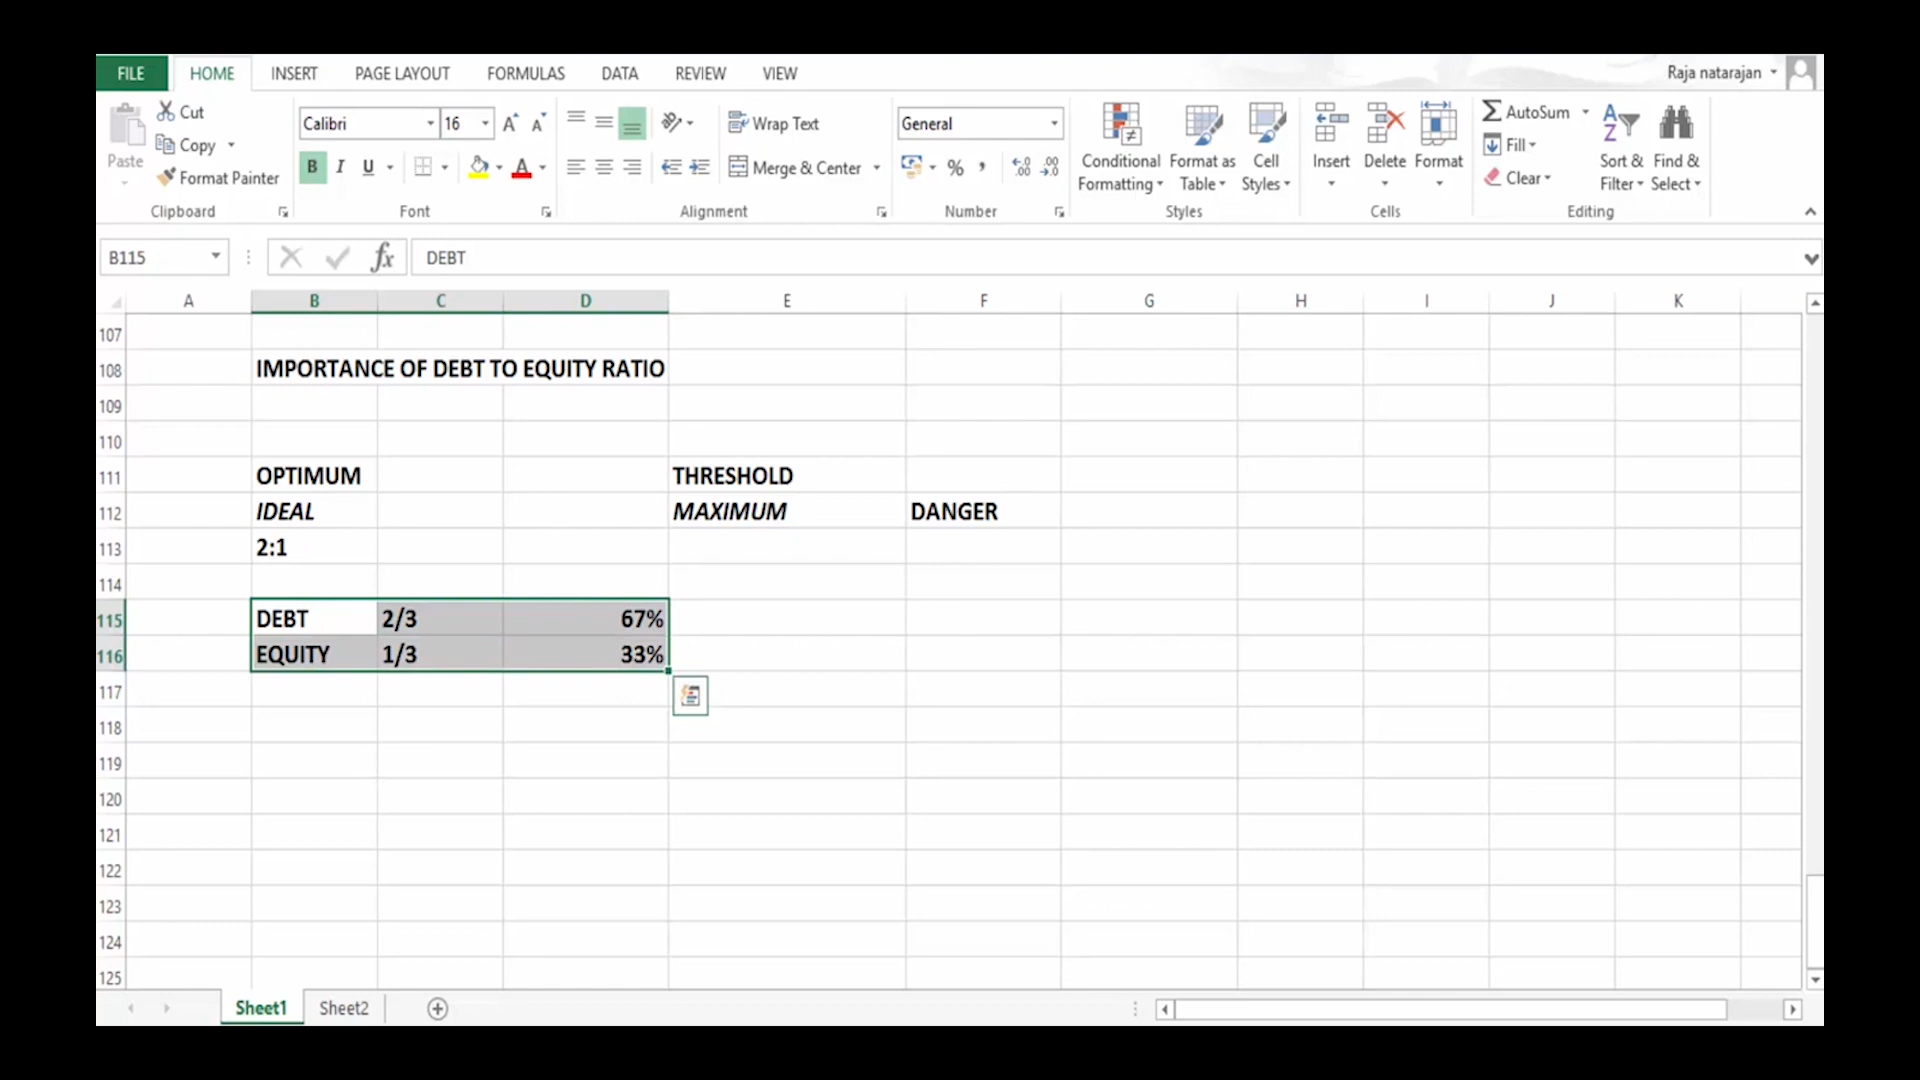 FILE HOME INSERT PAGE LAYOUT FORMULAS DATA REVIEW VIEW Raja natarajan
Paste Cut Copy Format Painter
Clipboard
Calibri 16
B I U A
Font
Wrap Text
Merge & Center
Alignment
General
% ,
Number
Conditional Formatting
Format as Table
Cell Styles
Styles
Insert Delete Format
Cells
AutoSum
Fill
Clear
Sort & Filter
Find & Select
Editing
B115 fx DEBT
A B C D E F G H I J K
107
108 IMPORTANCE OF DEBT TO EQUITY RATIO
109
110
111 OPTIMUM THRESHOLD
112 IDEAL MAXIMUM DANGER
113 2:1
114
115 DEBT 2/3 67%
116 EQUITY 1/3 33%
117
118
119
120
121
122
123
124
125
Sheet1 Sheet2